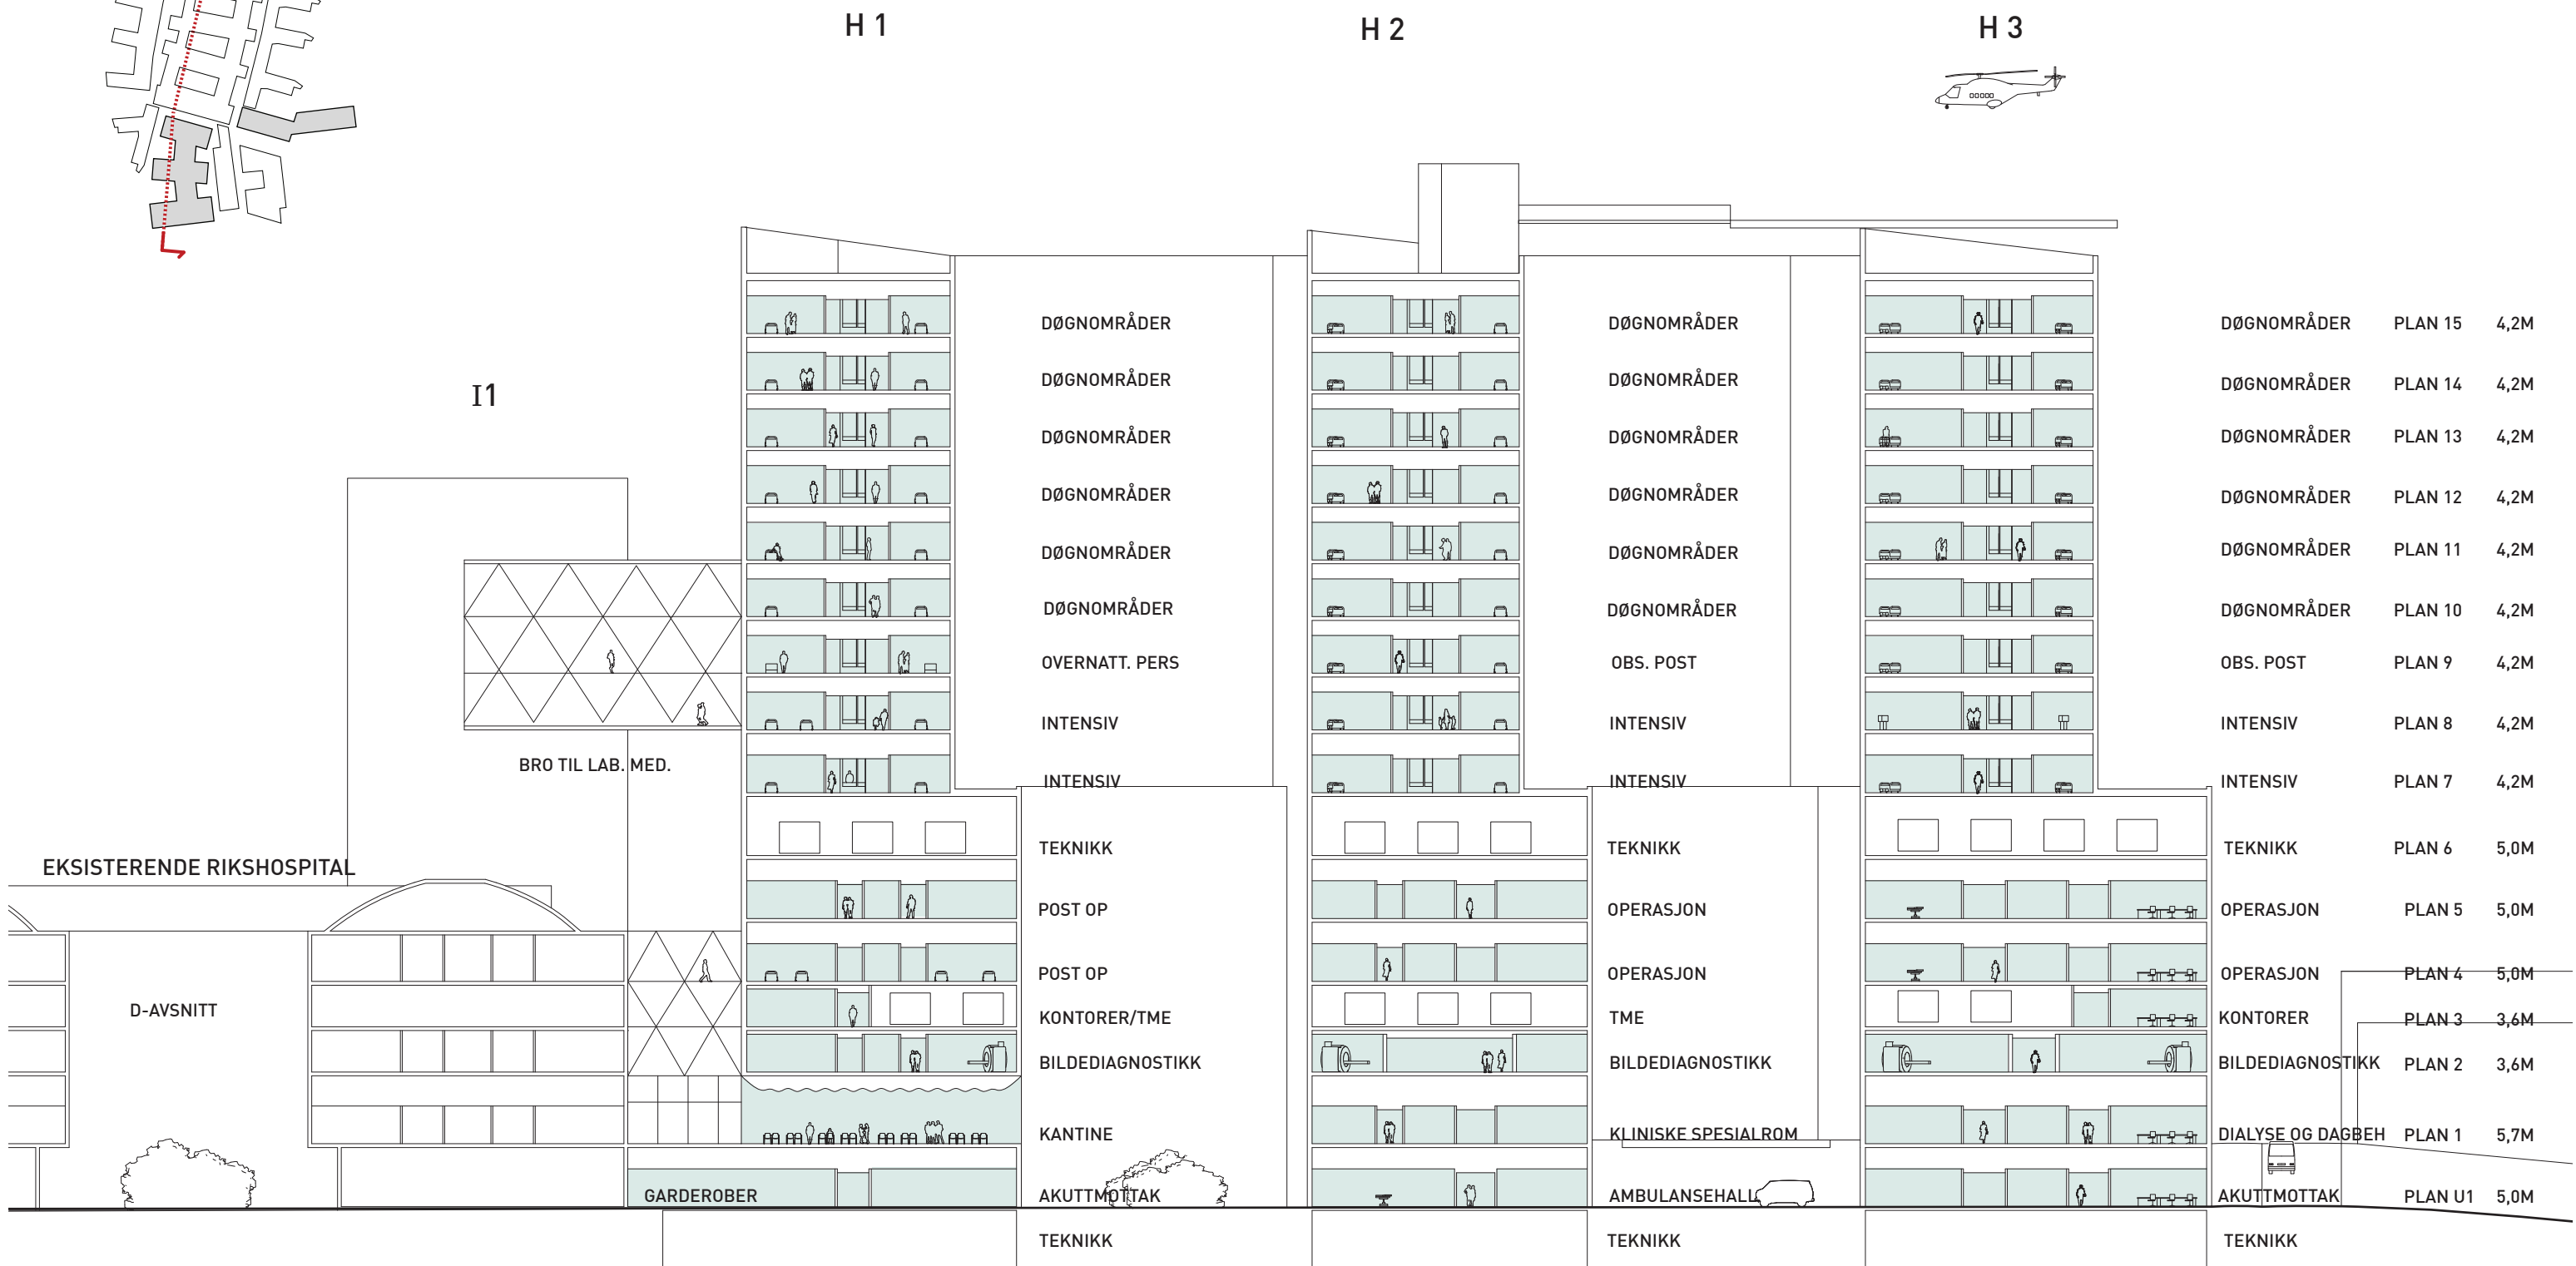 H 1 H 2 H 3
DØGNOMRÅDER DØGNOMRÅDER DØGNOMRÅDER PLAN 15 4,2M
DØGNOMRÅDER DØGNOMRÅDER DØGNOMRÅDER PLAN 14 4,2M
I1
DØGNOMRÅDER DØGNOMRÅDER DØGNOMRÅDER PLAN 13 4,2M
DØGNOMRÅDER DØGNOMRÅDER DØGNOMRÅDER PLAN 12 4,2M
DØGNOMRÅDER DØGNOMRÅDER DØGNOMRÅDER PLAN 11 4,2M
DØGNOMRÅDER DØGNOMRÅDER DØGNOMRÅDER PLAN 10 4,2M
OVERNATT. PERS OBS. POST OBS. POST PLAN 9 4,2M
INTENSIV INTENSIV INTENSIV PLAN 8 4,2M
BRO TIL LAB. MED.
INTENSIV INTENSIV INTENSIV PLAN 7 4,2M
TEKNIKK TEKNIKK TEKNIKK PLAN 6 5,0M
EKSISTERENDE RIKSHOSPITAL
POST OP OPERASJON OPERASJON PLAN 5 5,0M
POST OP OPERASJON OPERASJON PLAN 4 5,0M
D-AVSNITT
KONTORER/TME TME KONTORER PLAN 3 3,6M
BILDEDIAGNOSTIKK BILDEDIAGNOSTIKK BILDEDIAGNOSTIKK PLAN 2 3,6M
KANTINE KLINISKE SPESIALROM DIALYSE OG DAGBEH PLAN 1 5,7M
GARDEROBER AKUTTMOTTAK AMBULANSEHALL AKUTTMOTTAK PLAN U1 5,0M
TEKNIKK TEKNIKK TEKNIKK